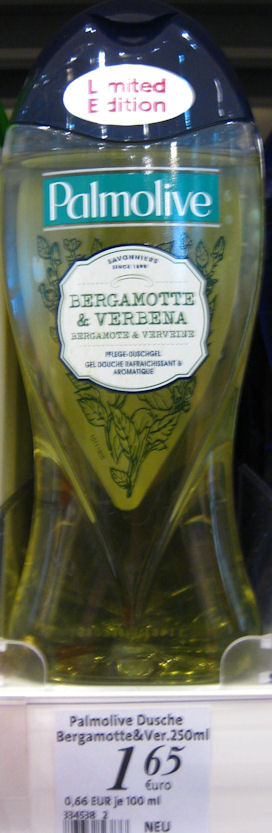 Limited
Edition
Palmolive
SAVONNIERS
SINCE 1898
BERGAMOTTE
& VERBENA
BERGAMOTE & VERVEINE
PFLEGE-DUSCHGEL
GEL DOUCHE RAFRAICHISSANT &
AROMATIQUE
Palmolive Dusche
Bergamotte&Ver.250ml
1 65
Euro
0,66 EUR je 100 ml
334538 2
NEU